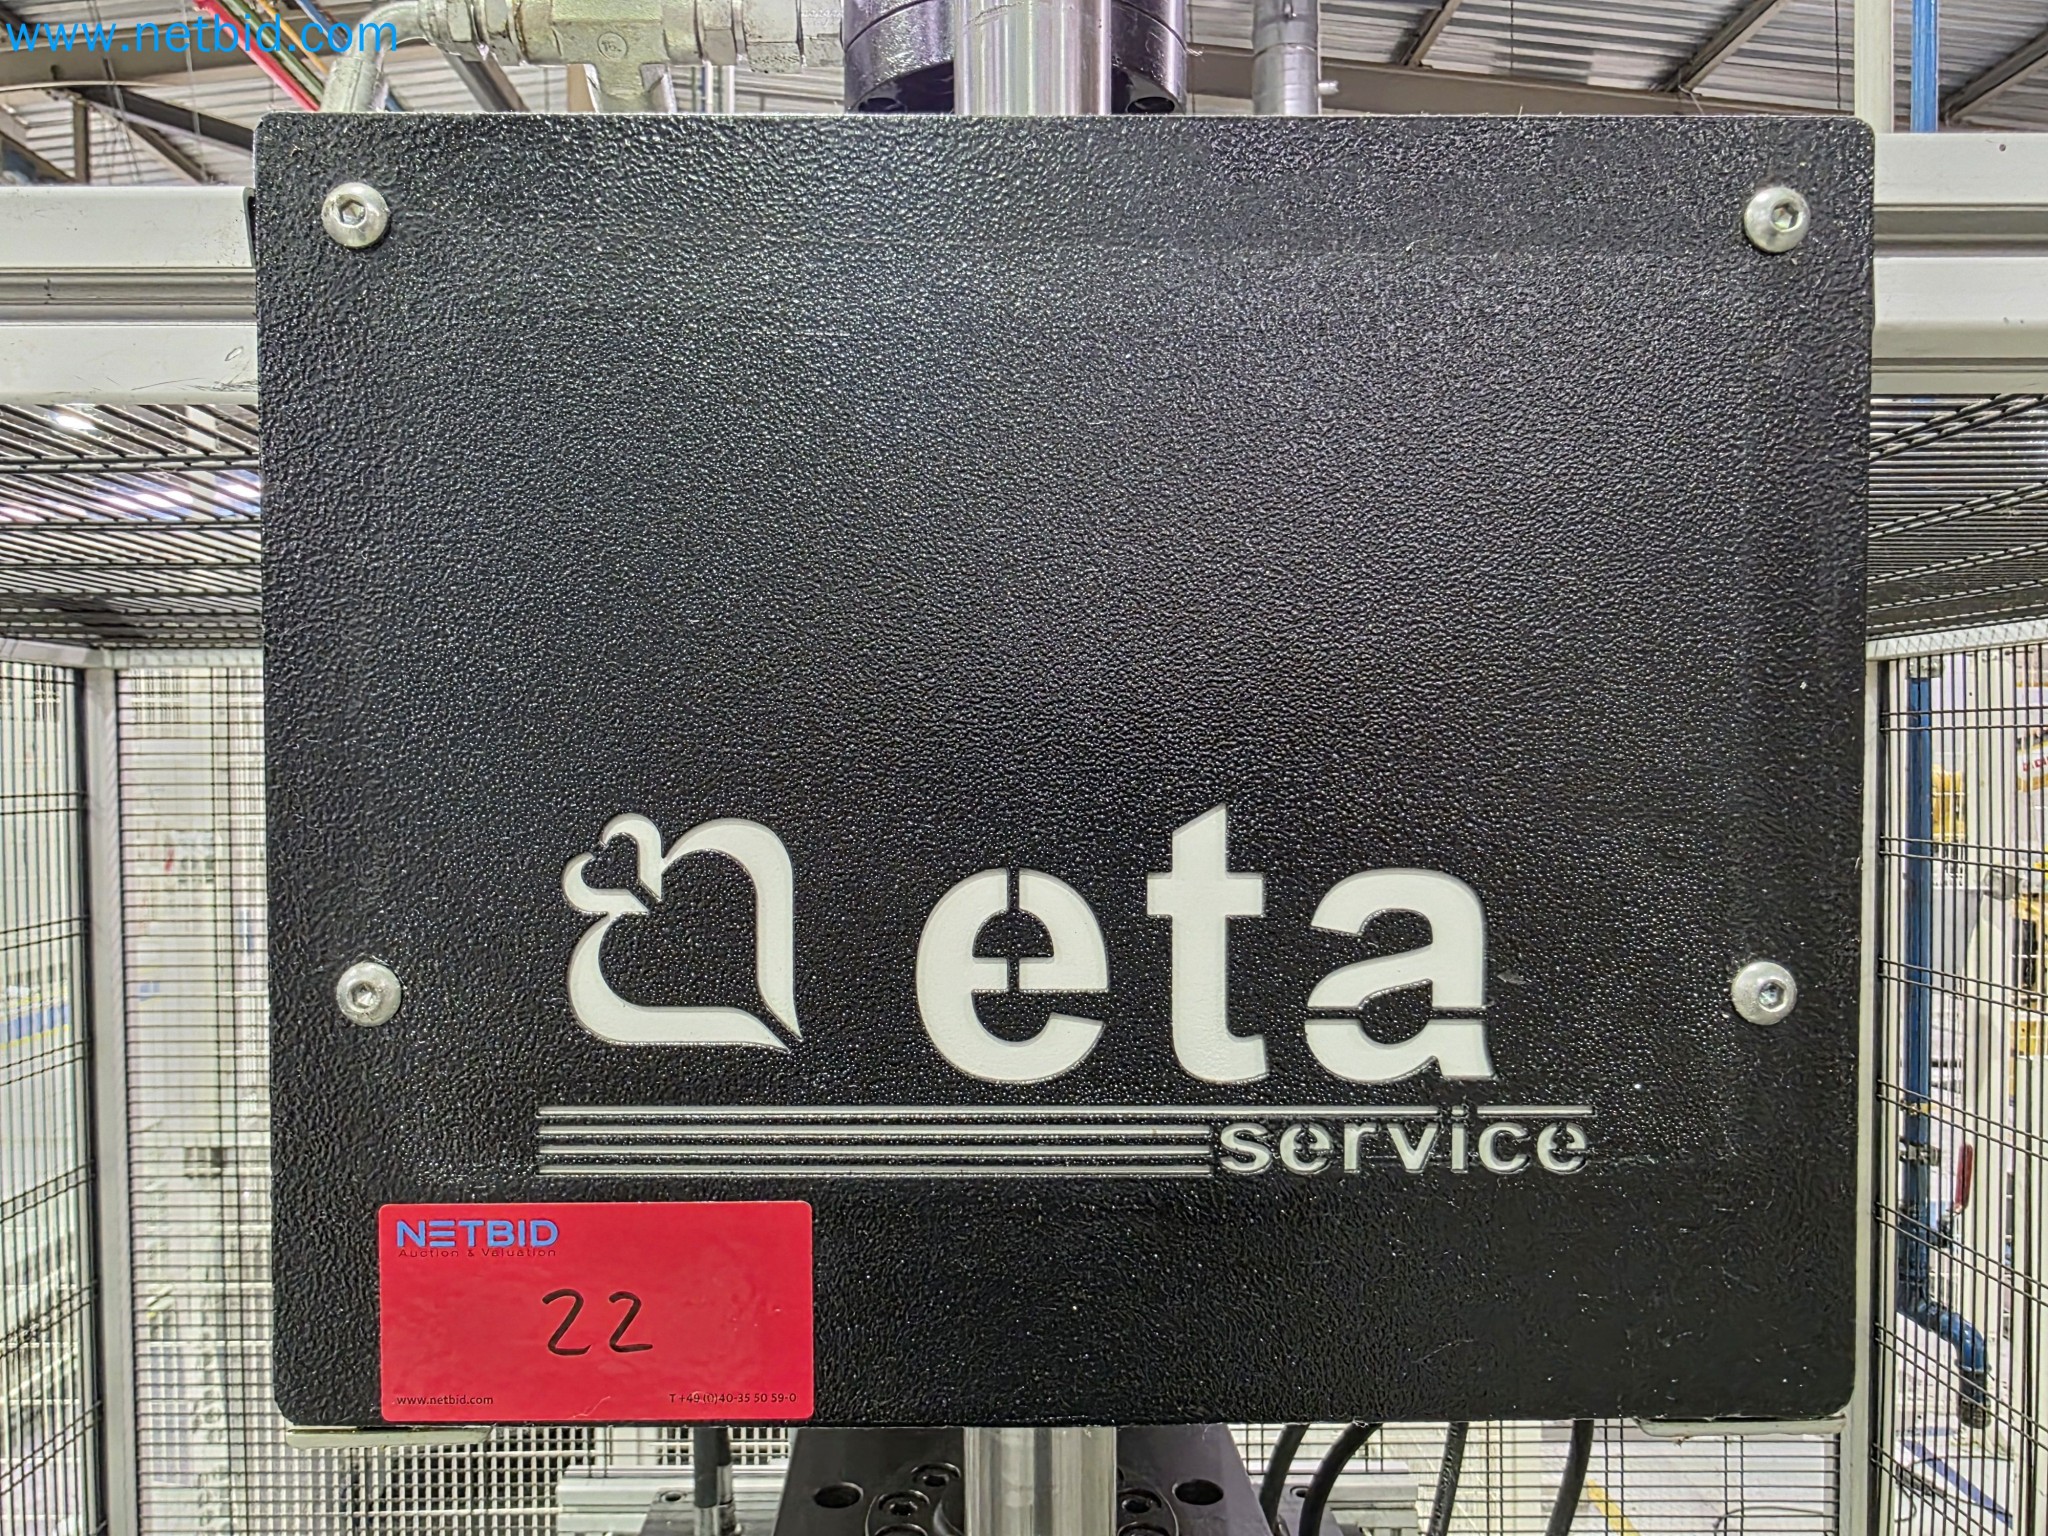 www.netbid.com
eta
service
NETBID
Auction & Valuation
22
www.netbid.com
T +49 (0)40-35 50 59-0